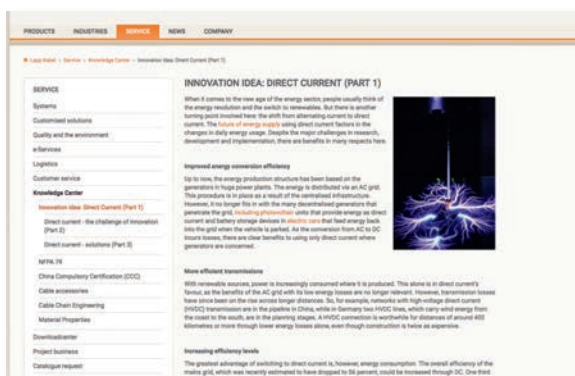 PRODUCTS INDUSTRIES SERVICE NEWS COMPANY
Lapp Kabel > Service > Knowledge Center > Innovation Idea: Direct Current (Part 1)
SERVICE
Systems
Customised solutions
Quality and the environment
e-Services
Logistics
Customer service
Knowledge Center
Innovation Idea: Direct Current (Part 1)
Direct current - the challenge of innovation
(Part 2)
Direct current - solutions (Part 3)
NFPA 79
China Compulsory Certification (CCC)
Cable accessories
Cable Chain Engineering
Material Properties
Downloadcenter
Project business
Catalogue request
INNOVATION IDEA: DIRECT CURRENT (PART 1)
When it comes to the new age of the energy sector, people usually think of
the energy revolution and the switch to renewables. But there is another
turning point involved here: the shift from alternating current to direct
current. The future of energy supply using direct current factors in the
changes in daily energy usage. Despite the major challenges in research,
development and implementation, there are benefits in many respects here.
Improved energy conversion efficiency
Up to now, the energy production structure has been based on the
generators in huge power plants. The energy is distributed via an AC grid.
This procedure is in place as a result of the centralised infrastructure.
However, it no longer fits in with the many decentralised generators that
penetrate the grid, including photovoltaic units that provide energy as direct
current and battery storage devices in electric cars that feed energy back
into the grid when the vehicle is parked. As the conversion from AC to DC
incurs losses, there are clear benefits to using only direct current where
generators are concerned.
More efficient transmissions
With renewable sources, power is increasingly consumed where it is produced. This alone is in direct current's
favour, as the benefits of the AC grid with its low energy losses are no longer relevant. However, transmission losses
have since been on the rise across longer distances. So, for example, networks with high-voltage direct current
(HVDC) transmission are in the pipeline in China, while in Germany two HVDC lines, which carry wind energy from
the coast to the south, are in the planning stages. A HVDC connection is worthwhile for distances of around 400
kilometres or more through lower energy losses alone, even though construction is twice as expensive.
Increasing efficiency levels
The greatest advantage of switching to direct current is, however, energy consumption. The overall efficiency of the
mains grid, which was recently estimated to have dropped to 56 percent, could be increased through DC. One third